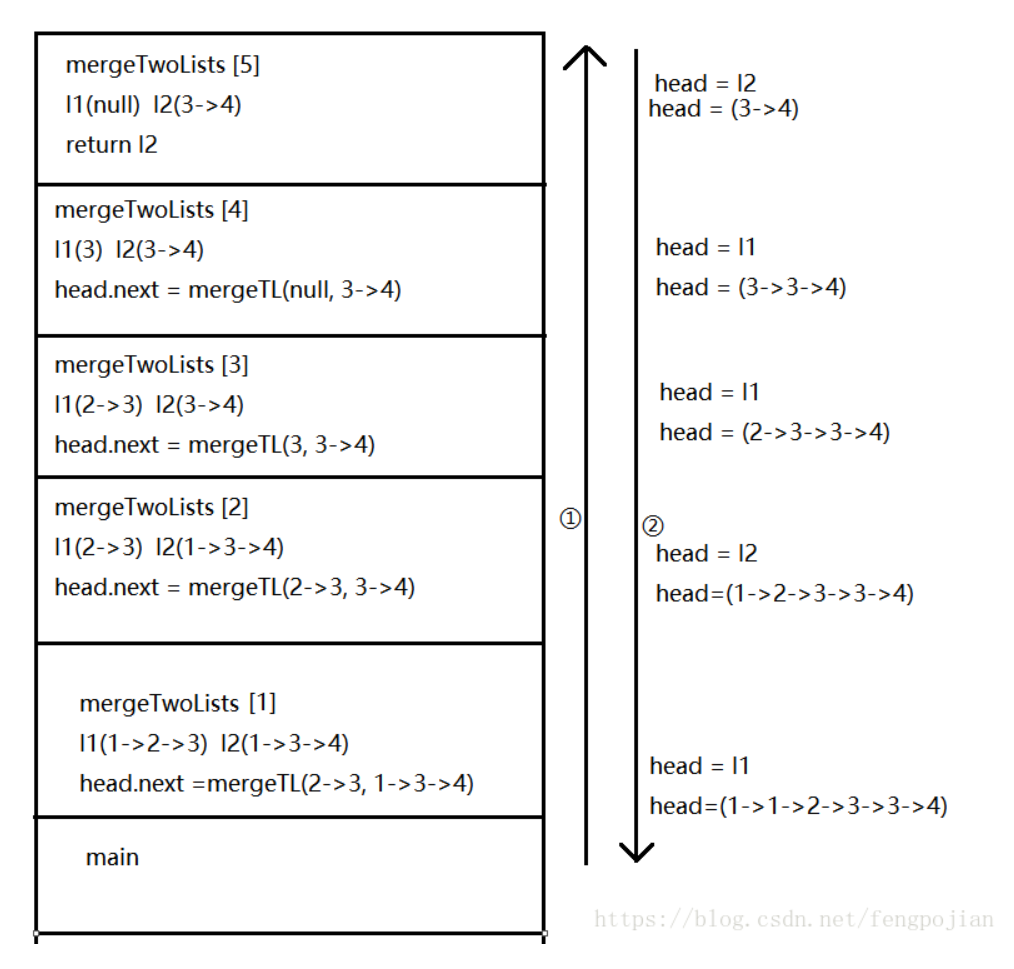 mergeTwoLists [5]
l1(null) l2(3->4)
return l2
head = l2
head = (3->4)
mergeTwoLists [4]
l1(3) l2(3->4)
head.next = mergeTL(null, 3->4)
head = l1
head = (3->3->4)
mergeTwoLists [3]
l1(2->3) l2(3->4)
head.next = mergeTL(3, 3->4)
head = l1
head = (2->3->3->4)
mergeTwoLists [2]
l1(2->3) l2(1->3->4)
head.next = mergeTL(2->3, 3->4)
①
②
head = l2
head=(1->2->3->3->4)
mergeTwoLists [1]
l1(1->2->3) l2(1->3->4)
head.next =mergeTL(2->3, 1->3->4)
head = l1
head=(1->1->2->3->3->4)
main
https://blog.csdn.net/fengpojian